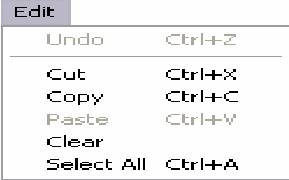 Edit
Undo Ctrl+Z
Cut Ctrl+X
Copy Ctrl+C
Paste Ctrl+V
Clear
Select All Ctrl+A